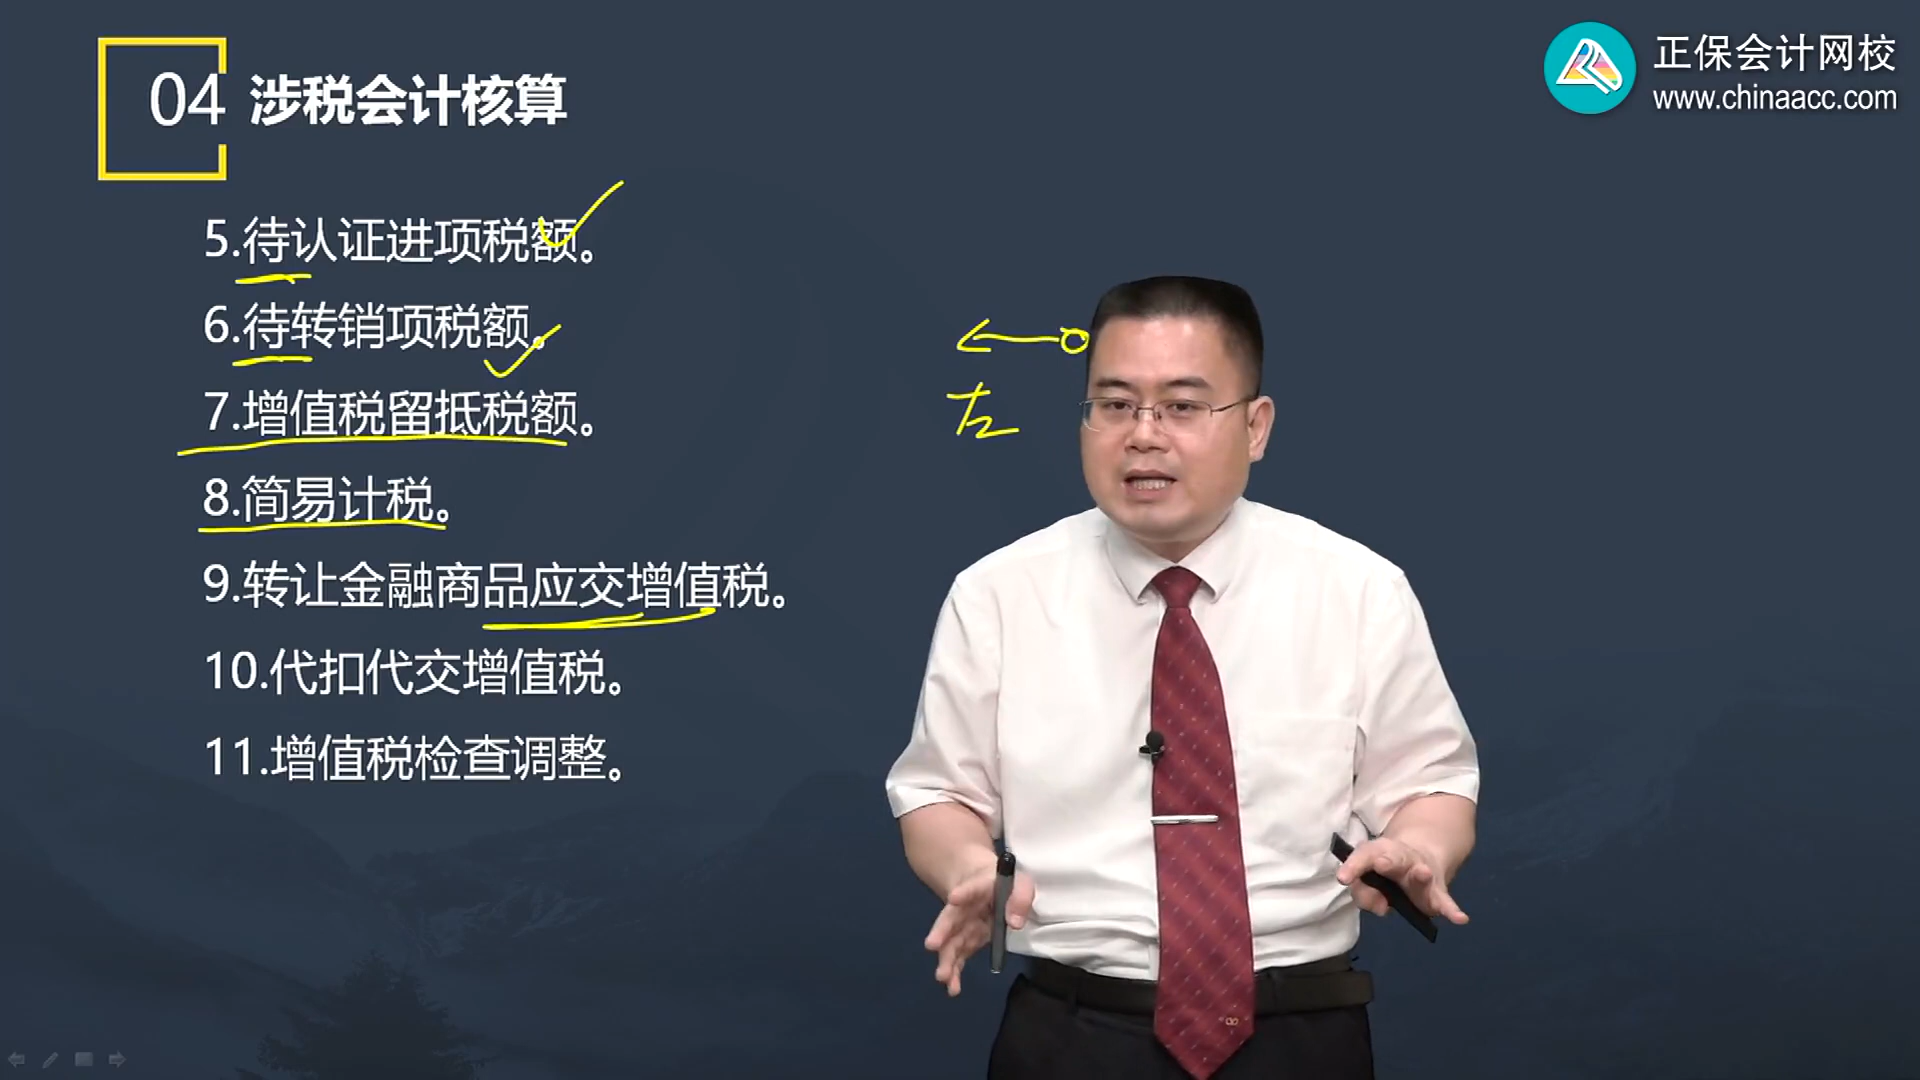 正保会计网校
www.chinaacc.com
04 涉税会计核算
5.待认证进项税额。
6.待转销项税额。
7.增值税留抵税额。
8.简易计税。
9.转让金融商品应交增值税。
10.代扣代交增值税。
11.增值税检查调整。
左